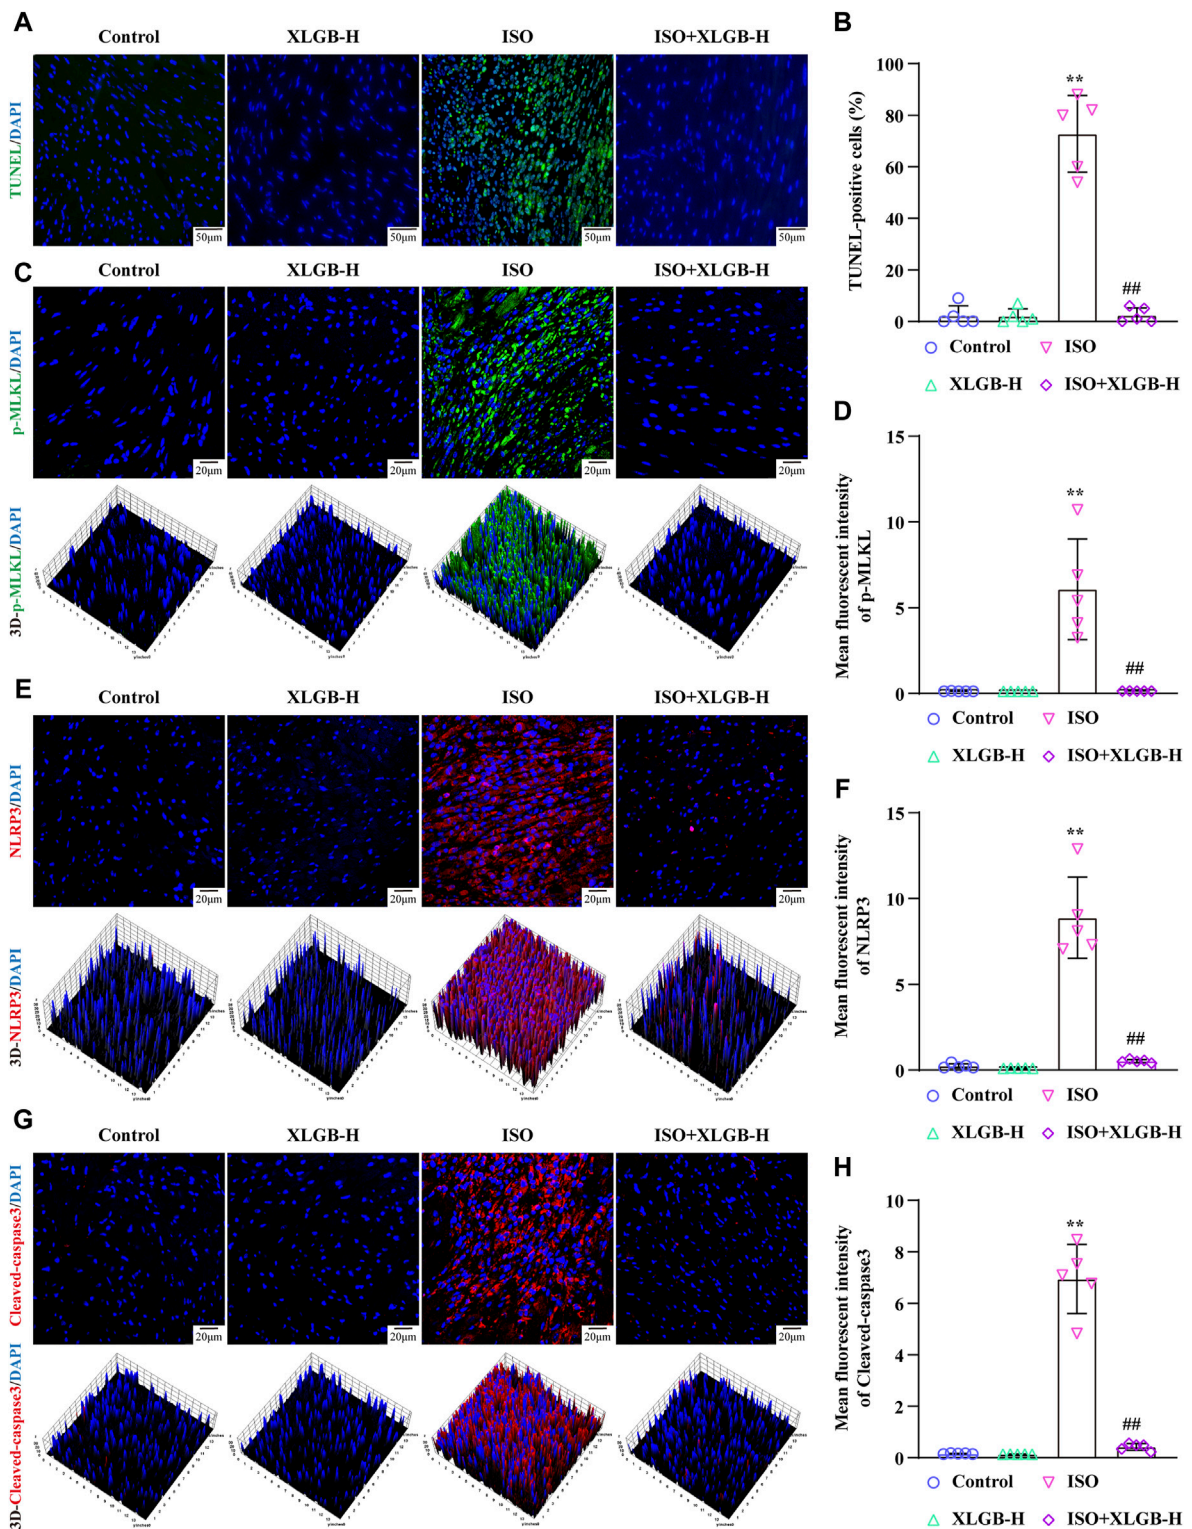 A
Control
XLGB-H
ISO
ISO+XLGB-H
TUNEL/DAPI
50μm
50μm
50μm
50μm
B
TUNEL-positive cells (%)
100
80
60
40
20
0
**
##
Control
ISO
XLGB-H
ISO+XLGB-H
C
Control
XLGB-H
ISO
ISO+XLGB-H
p-MLKL/DAPI
20μm
20μm
20μm
20μm
3D-p-MLKL/DAPI
D
Mean fluorescent intensity
of p-MLKL
15
10
5
0
**
##
Control
ISO
XLGB-H
ISO+XLGB-H
E
Control
XLGB-H
ISO
ISO+XLGB-H
NLRP3/DAPI
20μm
20μm
20μm
20μm
3D-NLRP3/DAPI
F
Mean fluorescent intensity
of NLRP3
15
10
5
0
**
##
Control
ISO
XLGB-H
ISO+XLGB-H
G
Control
XLGB-H
ISO
ISO+XLGB-H
Cleaved-caspase3/DAPI
20μm
20μm
20μm
20μm
3D-Cleaved-caspase3/DAPI
H
Mean fluorescent intensity
of Cleaved-caspase3
10
8
6
4
2
0
**
##
Control
ISO
XLGB-H
ISO+XLGB-H